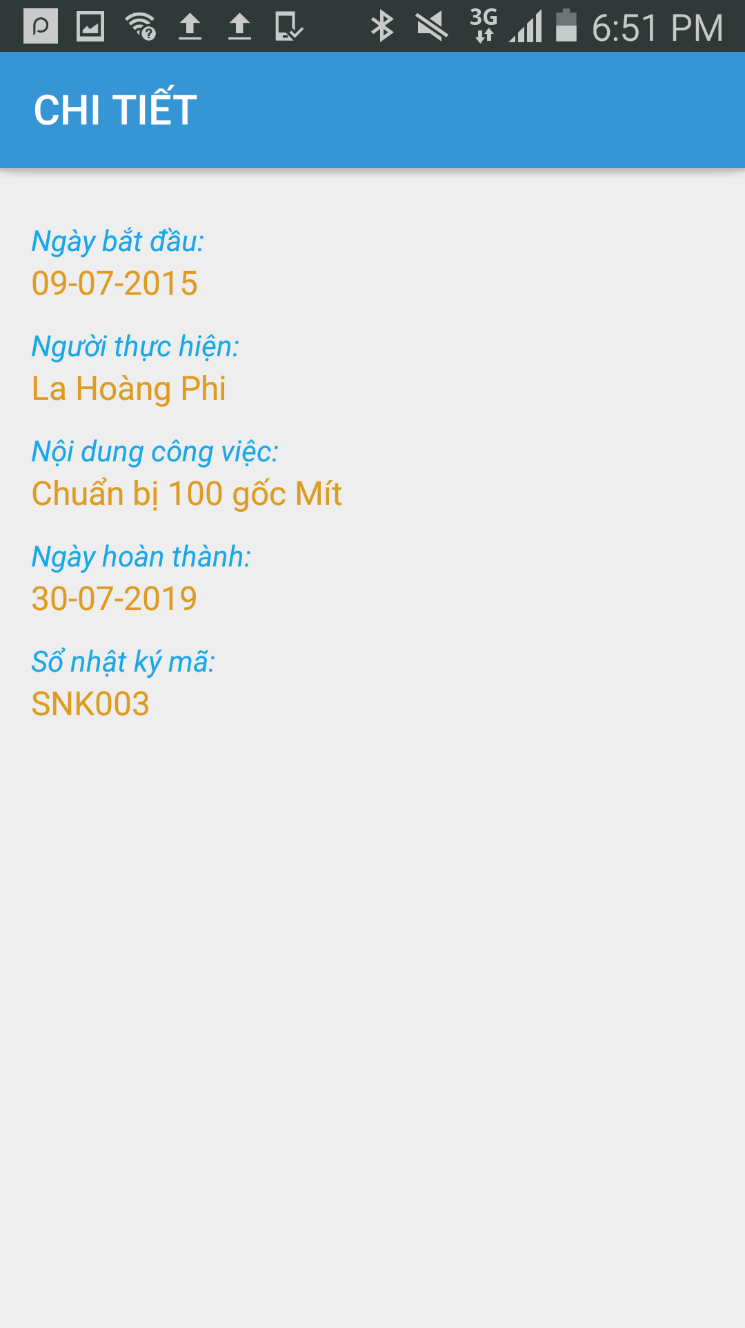 3G 6:51 PM
CHI TIẾT
Ngày bắt đầu:
09-07-2015
Người thực hiện:
La Hoàng Phi
Nội dung công việc:
Chuẩn bị 100 gốc Mít
Ngày hoàn thành:
30-07-2019
Sổ nhật ký mã:
SNK003